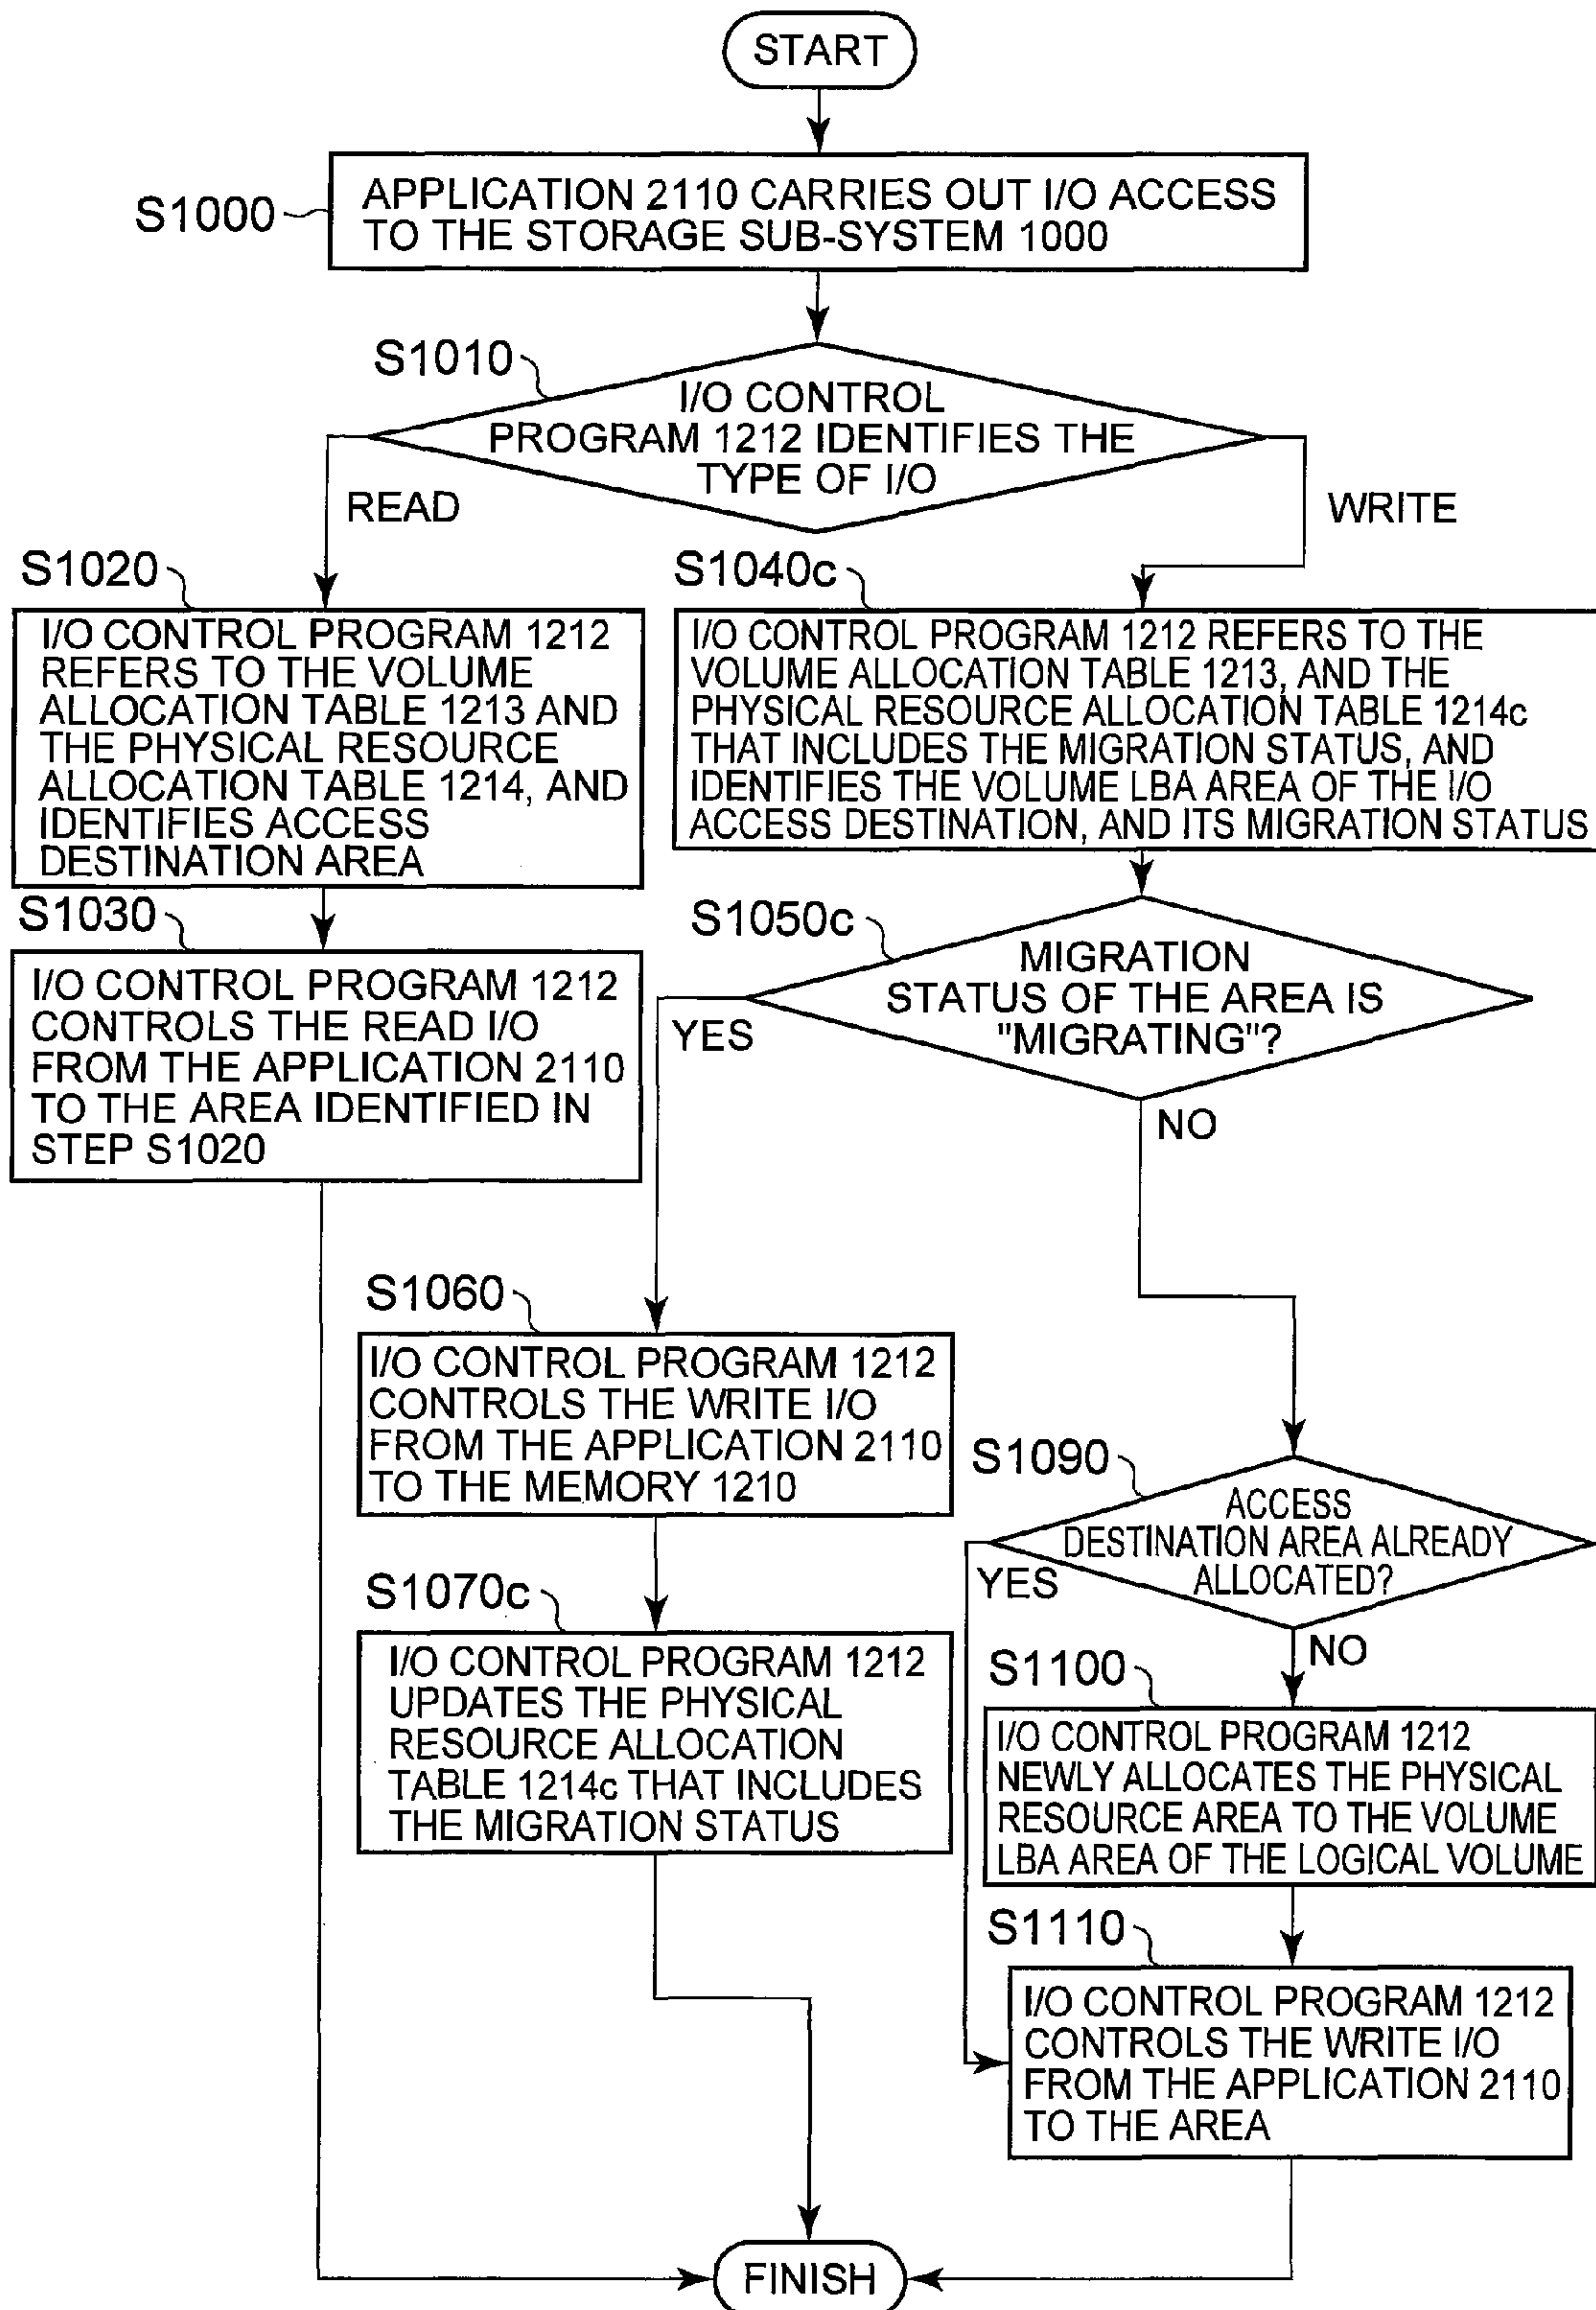 START
S1000
APPLICATION 2110 CARRIES OUT I/O ACCESS
TO THE STORAGE SUB-SYSTEM 1000
S1010
I/O CONTROL
PROGRAM 1212 IDENTIFIES THE
TYPE OF I/O
READ
WRITE
S1020
I/O CONTROL PROGRAM 1212
REFERS TO THE VOLUME
ALLOCATION TABLE 1213 AND
THE PHYSICAL RESOURCE
ALLOCATION TABLE 1214, AND
IDENTIFIES ACCESS
DESTINATION AREA
S1040c
I/O CONTROL PROGRAM 1212 REFERS TO THE
VOLUME ALLOCATION TABLE 1213, AND THE
PHYSICAL RESOURCE ALLOCATION TABLE 1214c
THAT INCLUDES THE MIGRATION STATUS, AND
IDENTIFIES THE VOLUME LBA AREA OF THE I/O
ACCESS DESTINATION, AND ITS MIGRATION STATUS
S1030
I/O CONTROL PROGRAM 1212
CONTROLS THE READ I/O
FROM THE APPLICATION 2110
TO THE AREA IDENTIFIED IN
STEP S1020
S1050c
MIGRATION
STATUS OF THE AREA IS
"MIGRATING"?
YES
NO
S1060
I/O CONTROL PROGRAM 1212
CONTROLS THE WRITE I/O
FROM THE APPLICATION 2110
TO THE MEMORY 1210
S1070c
I/O CONTROL PROGRAM 1212
UPDATES THE PHYSICAL
RESOURCE ALLOCATION
TABLE 1214c THAT INCLUDES
THE MIGRATION STATUS
S1090
ACCESS
DESTINATION AREA ALREADY
ALLOCATED?
YES
NO
S1100
I/O CONTROL PROGRAM 1212
NEWLY ALLOCATES THE PHYSICAL
RESOURCE AREA TO THE VOLUME
LBA AREA OF THE LOGICAL VOLUME
S1110
I/O CONTROL PROGRAM 1212
CONTROLS THE WRITE I/O
FROM THE APPLICATION 2110
TO THE AREA
FINISH